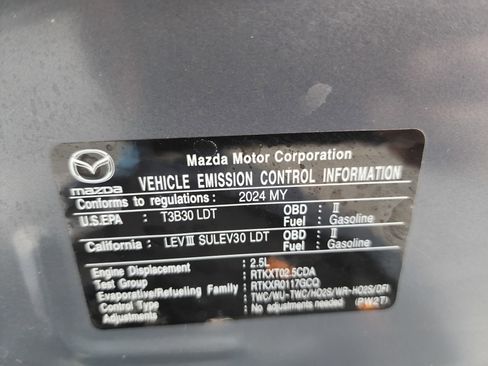 Mazda Motor Corporation
mazda
VEHICLE EMISSION CONTROL INFORMATION
Conforms to regulations: 2024 MY
U.S.EPA : T3B30 LDT OBD : II
Fuel : Gasoline
California : LEVIII SULEV30 LDT OBD : II
Fuel : Gasoline
Engine Displacement : 2.5L
Test Group : RTKXT02.5CDA
Evaporative/Refueling Family : RTKXR0117GCQ
Control Type : TWC/WU-TWC/HO2S/WR-HO2S/DFI
Adjustments : No adjustments needed (PW2T)